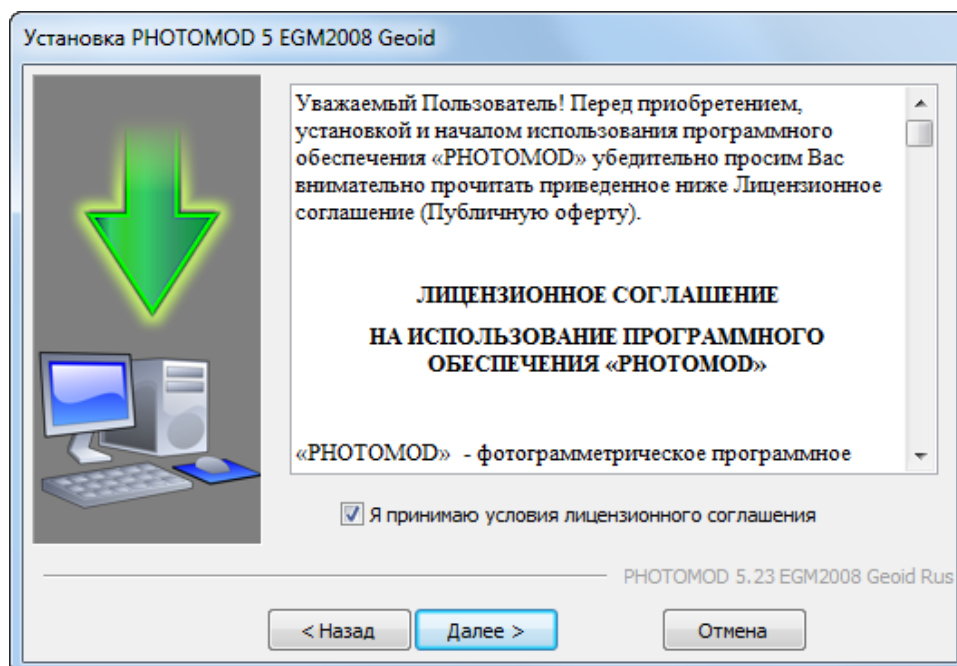 Установка PHOTOMOD 5 EGM2008 Geoid
Уважаемый Пользователь! Перед приобретением,
установкой и началом использования программного
обеспечения «PHOTOMOD» убедительно просим Вас
внимательно прочитать приведенное ниже Лицензионное
соглашение (Публичную оферту).
ЛИЦЕНЗИОННОЕ СОГЛАШЕНИЕ
НА ИСПОЛЬЗОВАНИЕ ПРОГРАММНОГО
ОБЕСПЕЧЕНИЯ «PHOTOMOD»
«PHOTOMOD» - фотограмметрическое программное
Я принимаю условия лицензионного соглашения
PHOTOMOD 5.23 EGM2008 Geoid Rus
< Назад
Далее >
Отмена